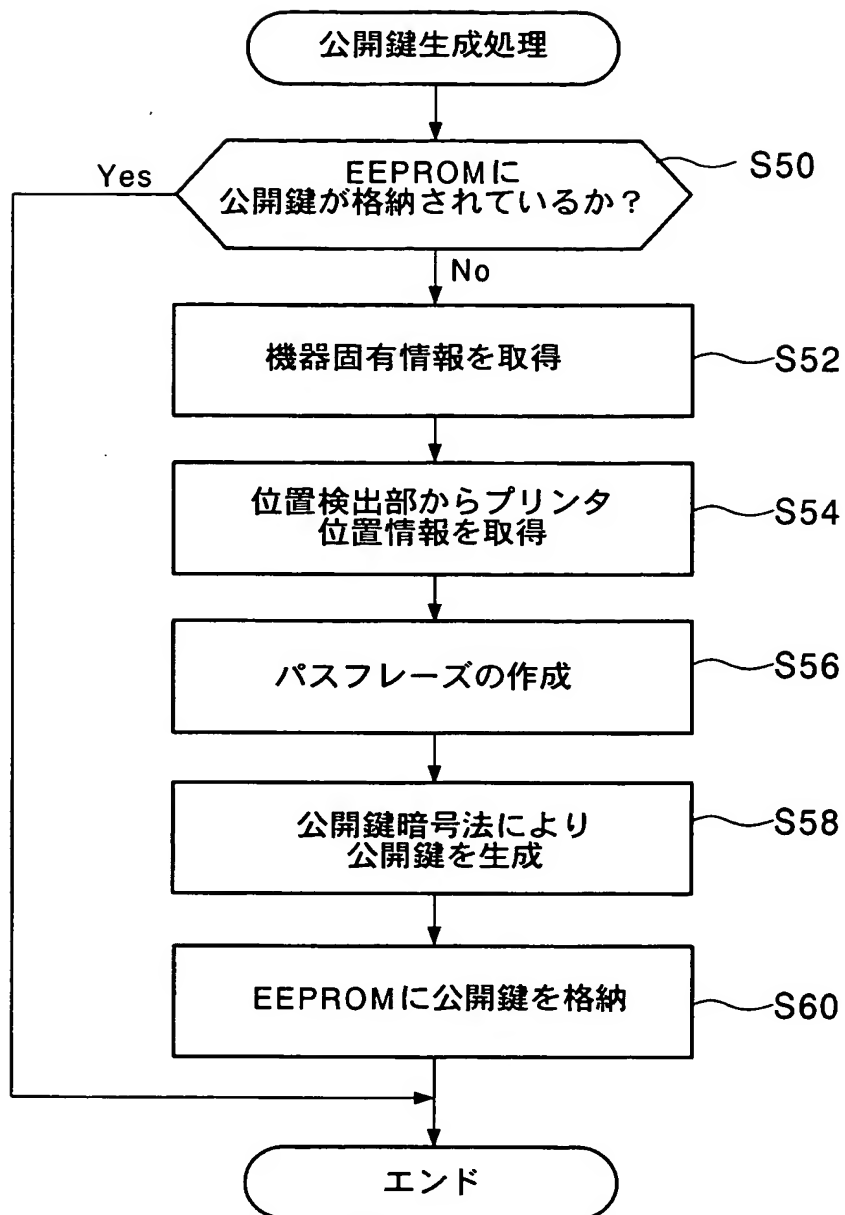 公開鍵生成処理
EEPROMに
公開鍵が格納されているか？
S50
Yes
No
機器固有情報を取得
S52
位置検出部からプリンタ
位置情報を取得
S54
パスフレーズの作成
S56
公開鍵暗号法により
公開鍵を生成
S58
EEPROMに公開鍵を格納
S60
エンド